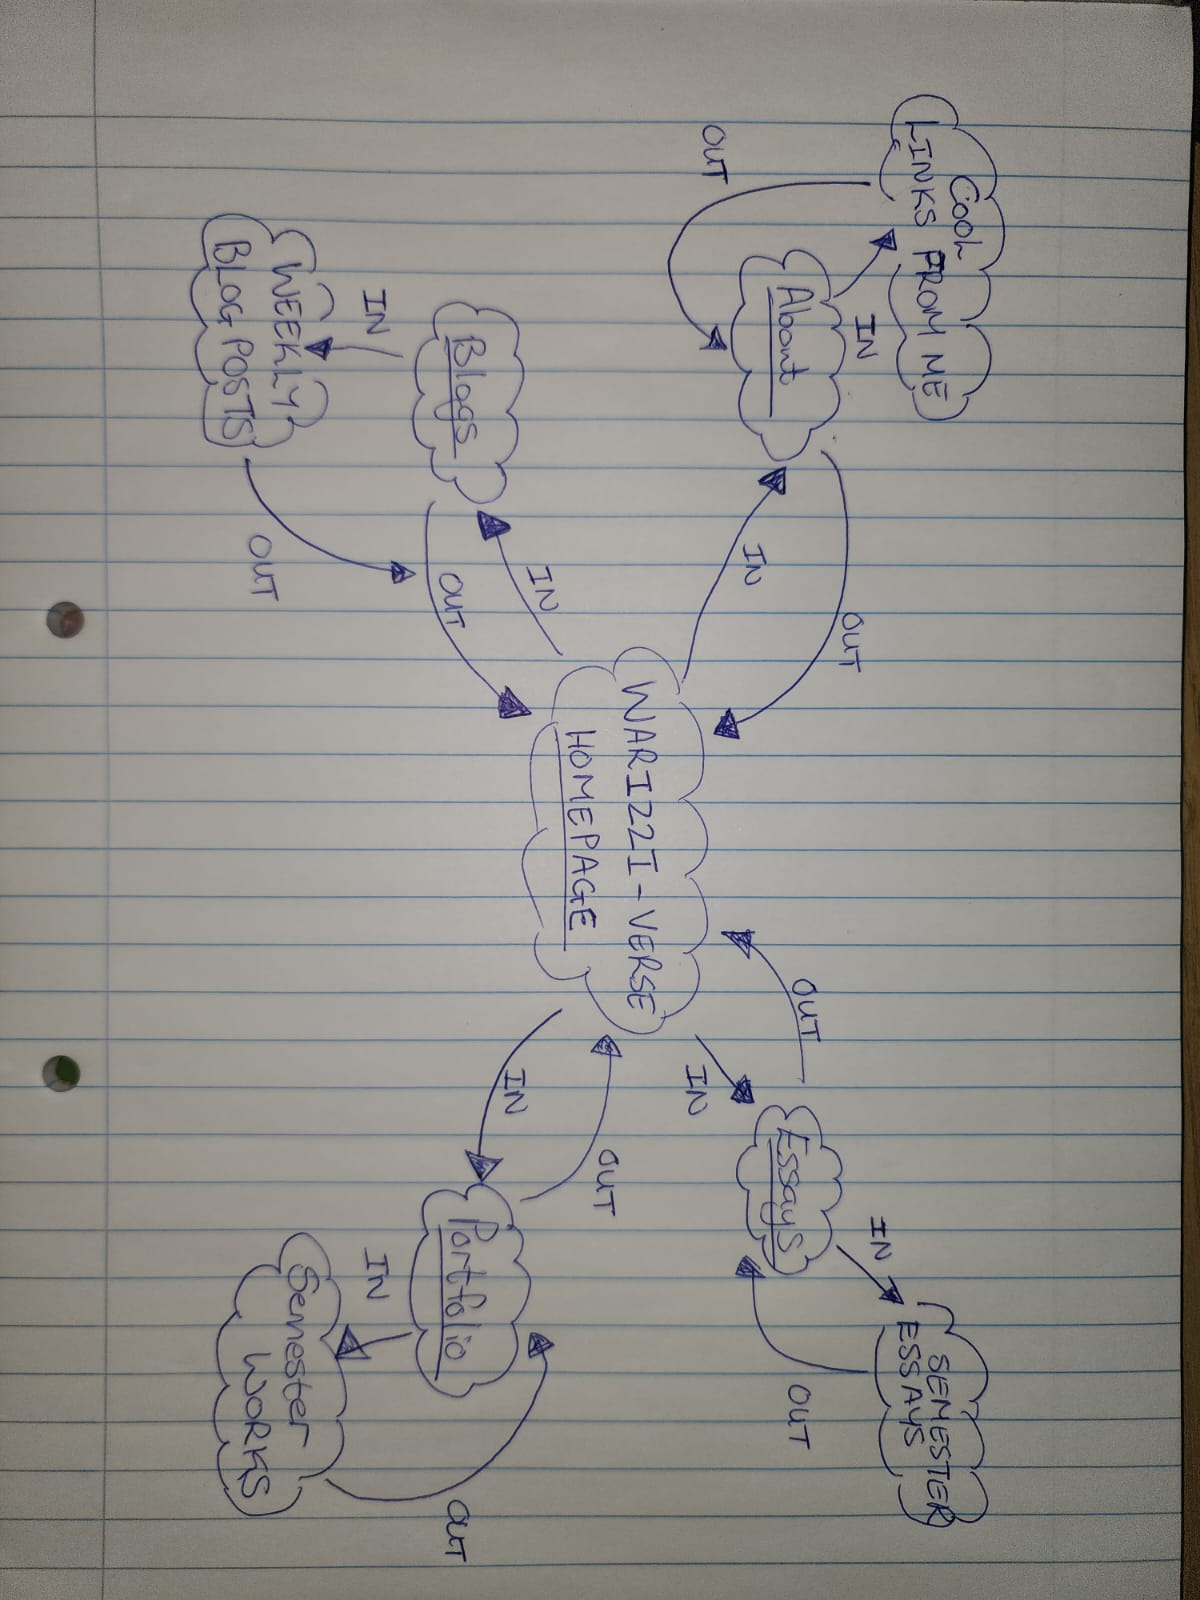 COOL
LINKS FROM ME
IN
OUT
About
OUT
IN
SEMESTER
ESSAYS
IN
OUT
Essays
OUT
IN
WARIZZI-VERSE
HOMEPAGE
IN
OUT
Blogs
IN
WEEKLY
BLOG POSTS
OUT
OUT
IN
Portfolio
IN
OUT
Semester
WORKS